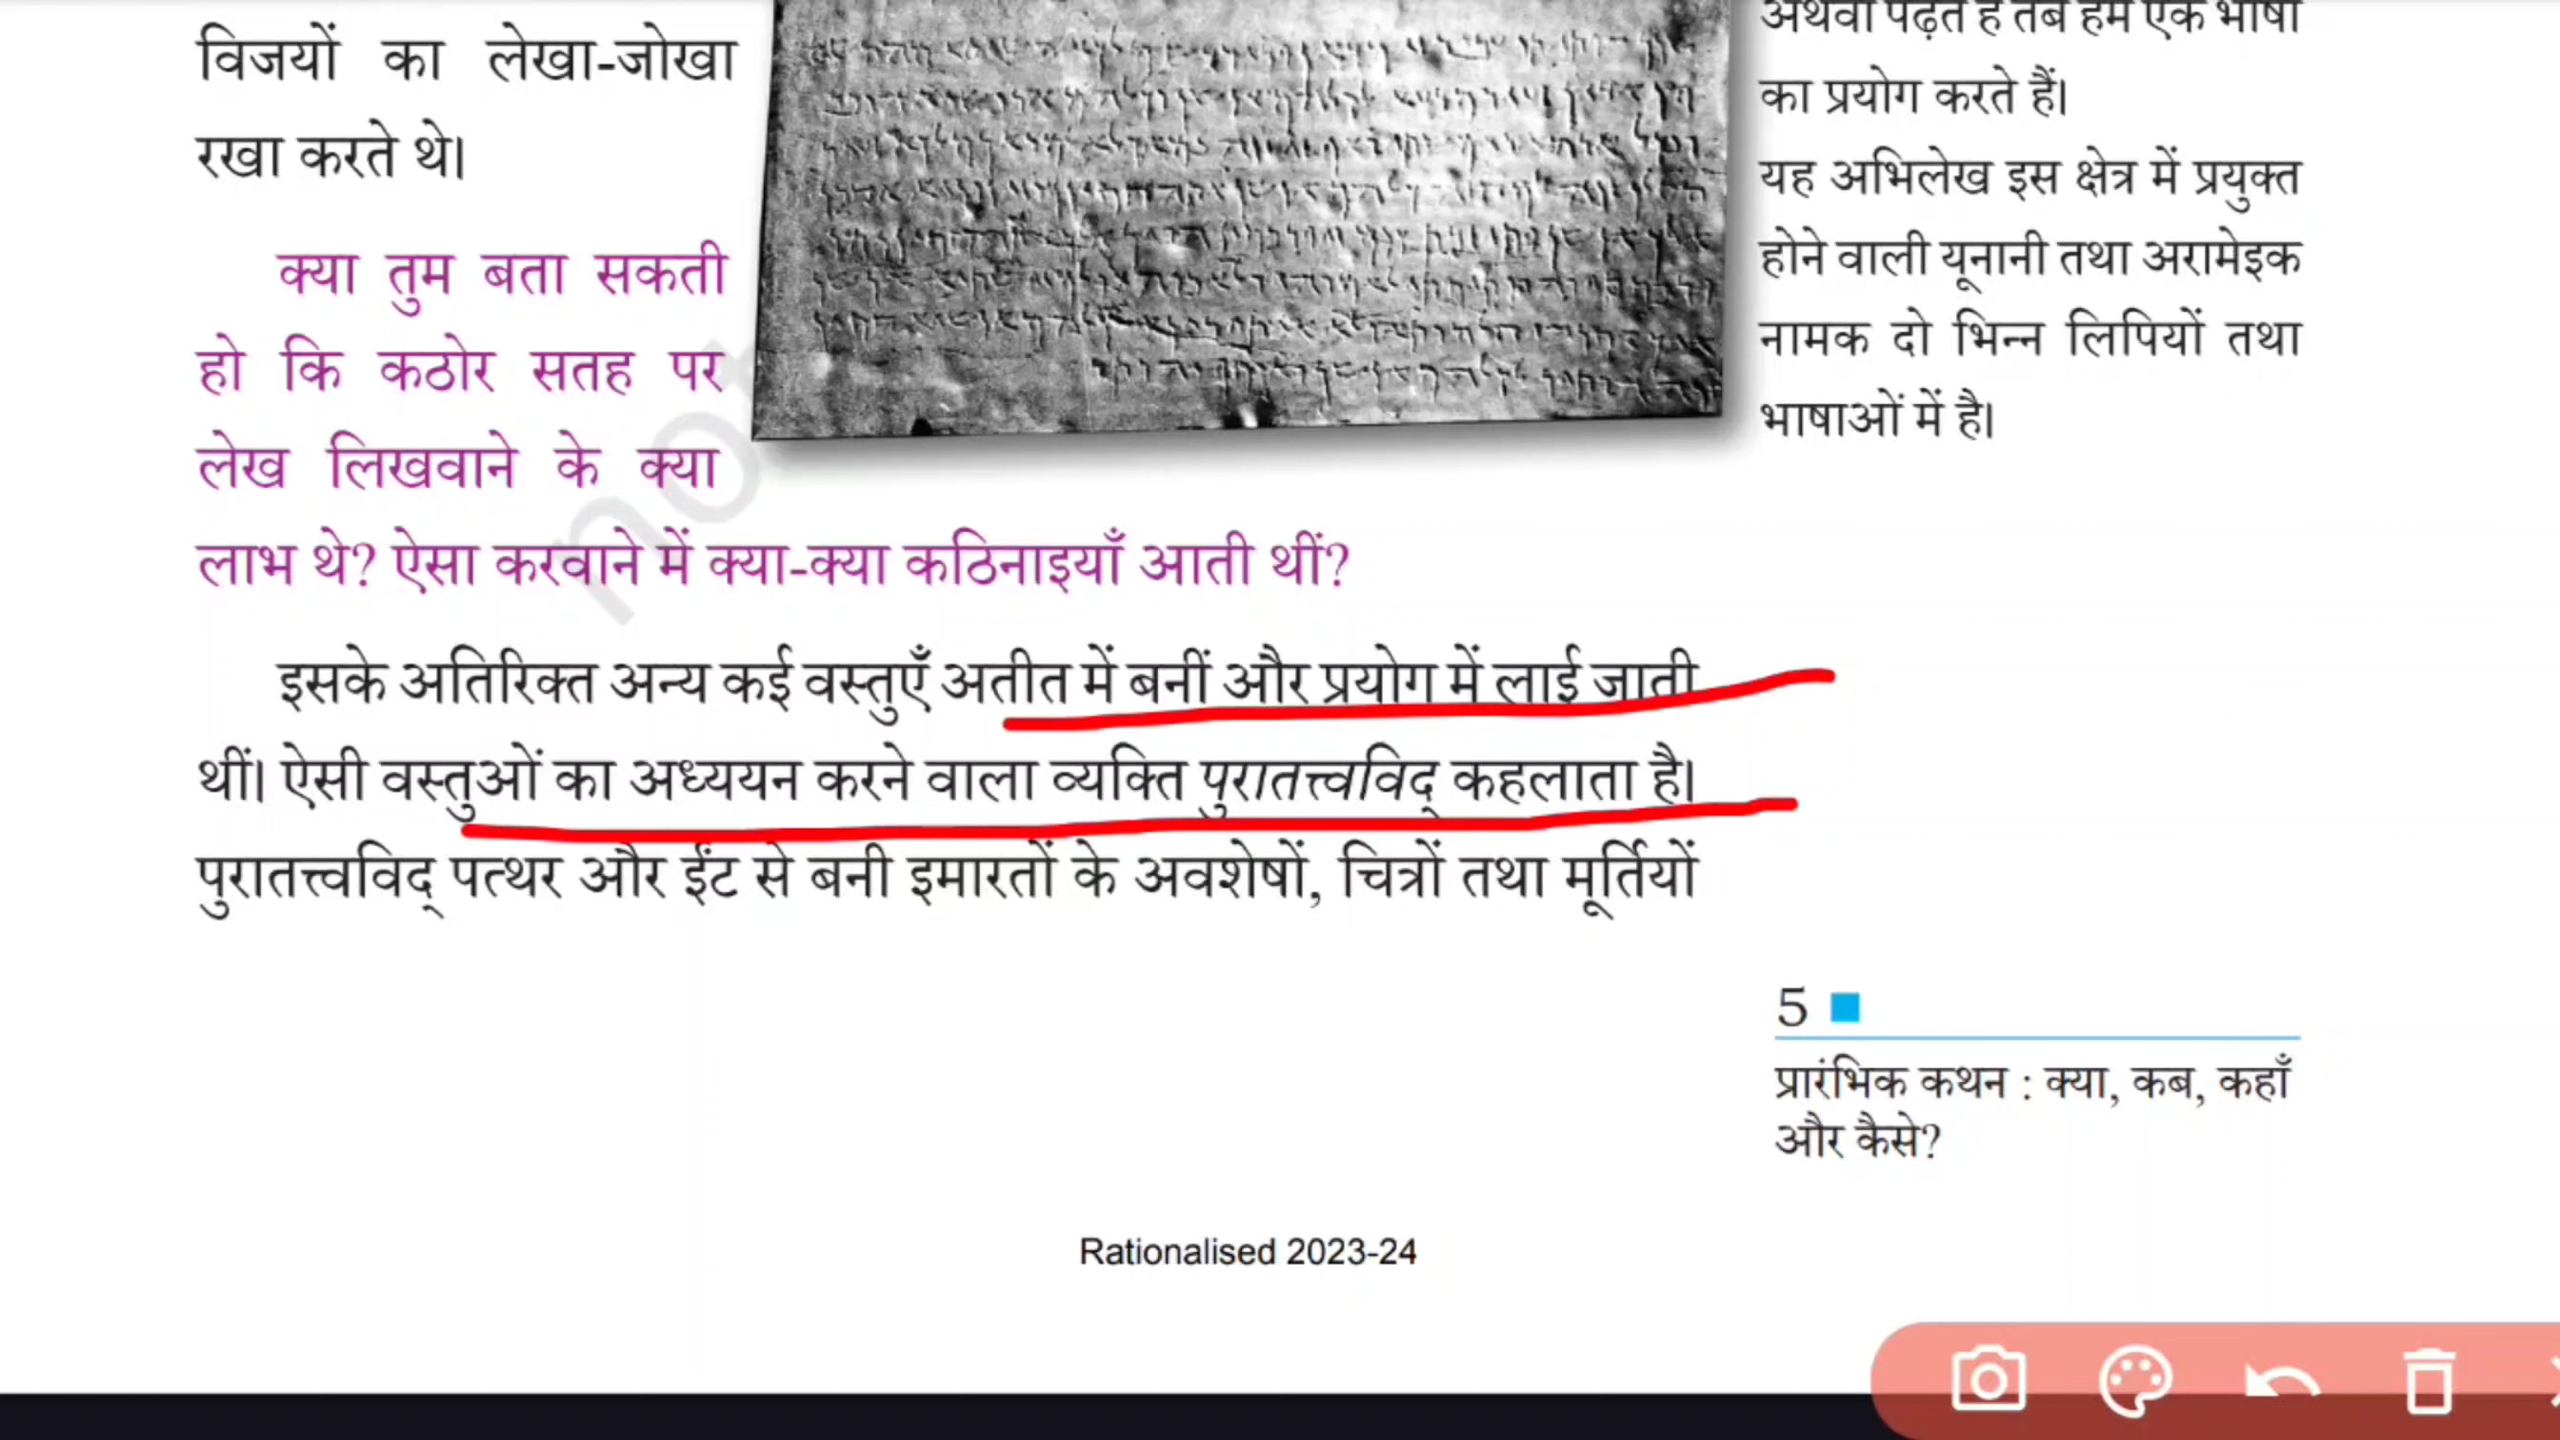 विजयों का लेखा-जोखा
रखा करते थे।
क्या तुम बता सकती
हो कि कठोर सतह पर
लेख लिखवाने के क्या
लाभ थे? ऐसा करवाने में क्या-क्या कठिनाइयाँ आती थीं?
अथवा पढ़ते हैं तब हम एक भाषा
का प्रयोग करते हैं।
यह अभिलेख इस क्षेत्र में प्रयुक्त
होने वाली यूनानी तथा अरामेइक
नामक दो भिन्न लिपियों तथा
भाषाओं में है।
इसके अतिरिक्त अन्य कई वस्तुएँ अतीत में बनीं और प्रयोग में लाई जाती
थीं। ऐसी वस्तुओं का अध्ययन करने वाला व्यक्ति पुरातत्त्वविद् कहलाता है।
पुरातत्त्वविद् पत्थर और ईंट से बनी इमारतों के अवशेषों, चित्रों तथा मूर्तियों
5
प्रारंभिक कथन : क्या, कब, कहाँ
और कैसे?
Rationalised 2023-24
not